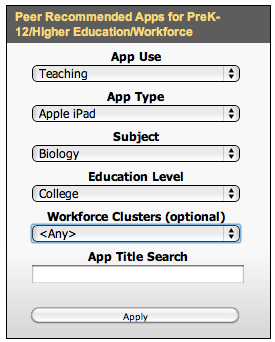 Peer Recommended Apps for PreK-
12/Higher Education/Workforce
App Use
Teaching
App Type
Apple iPad
Subject
Biology
Education Level
College
Workforce Clusters (optional)
<Any>
App Title Search
Apply